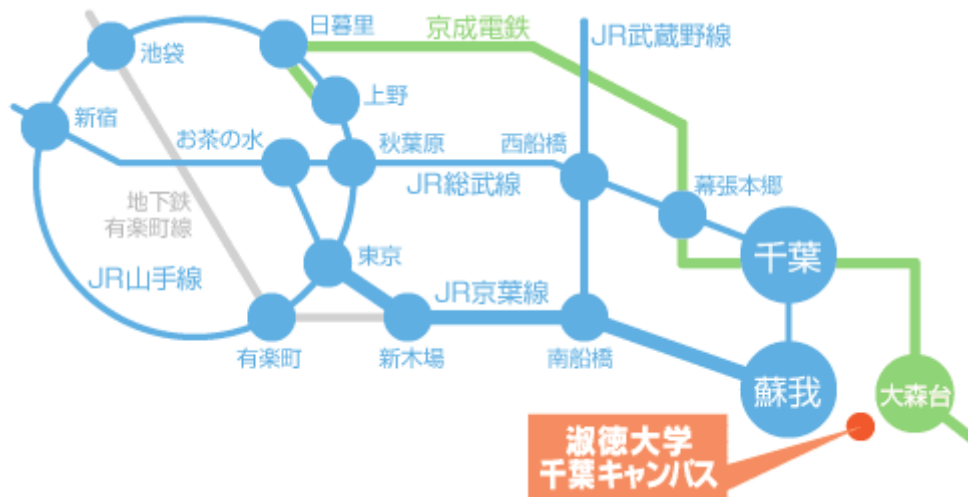 日暮里
京成電鉄
JR武蔵野線
池袋
上野
新宿
お茶の水
秋葉原
西船橋
JR総武線
幕張本郷
地下鉄
有楽町線
千葉
東京
JR山手線
JR京葉線
有楽町
新木場
南船橋
蘇我
大森台
淑徳大学
千葉キャンパス